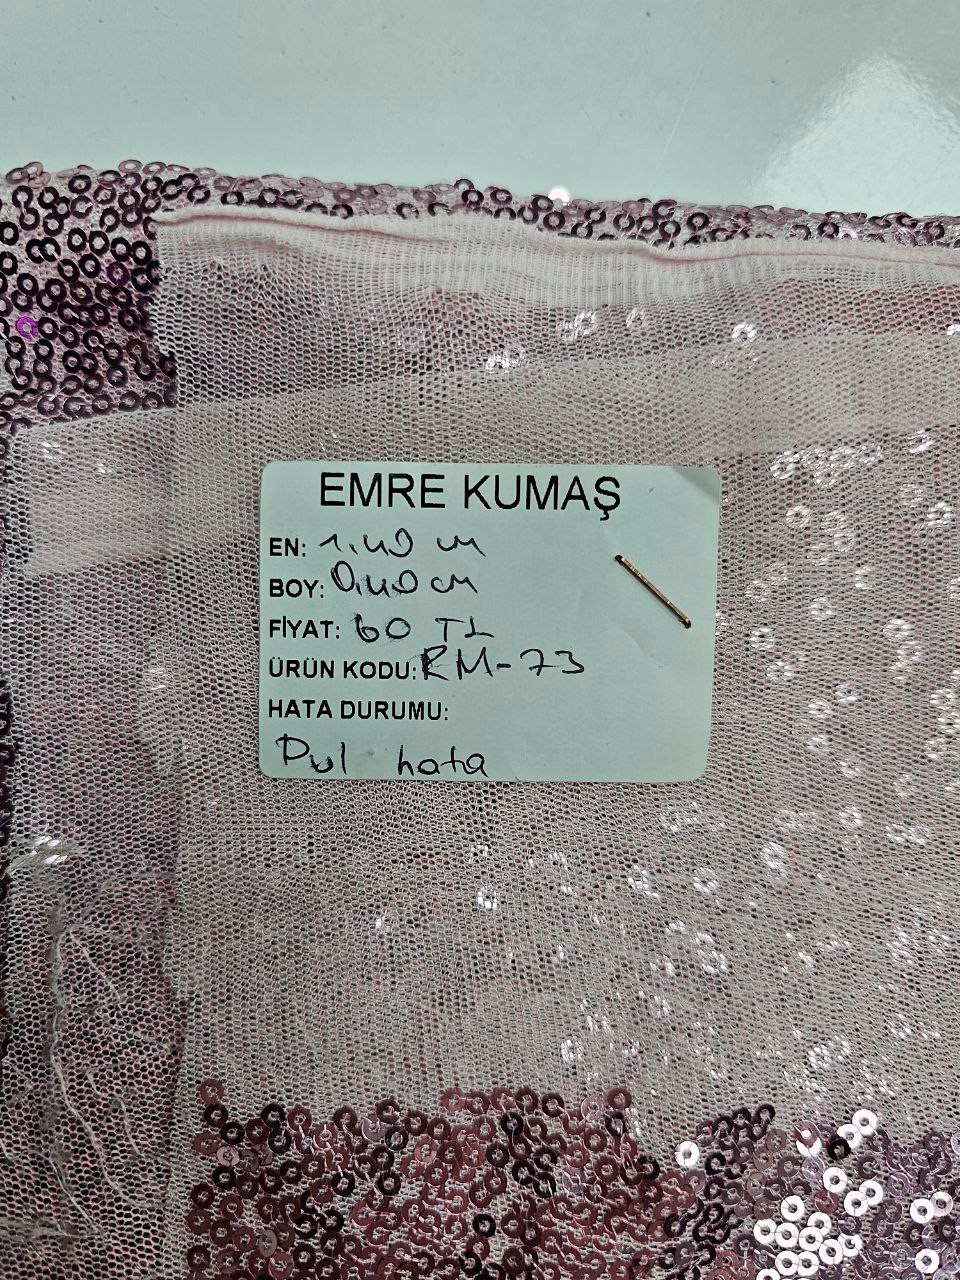 EMRE KUMAŞ
EN: 1.40 cm
BOY: 0.40 cm
FİYAT: 60 TL
ÜRÜN KODU: RM-73
HATA DURUMU:
Pul hata